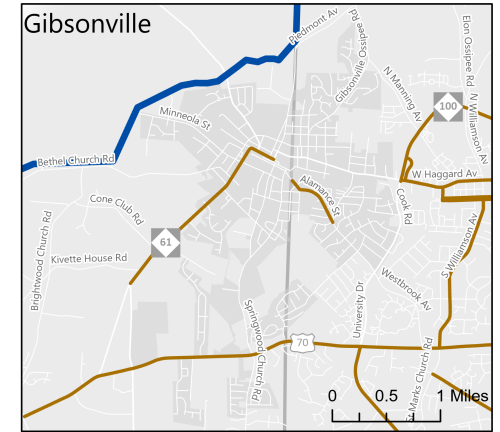 Gibsonville
Piedmont Av
Gibsonville Ossipee Rd
Elon Ossipee Rd
N Manning Av
N Williamson Av
100
Minneola St
Bethel Church Rd
W Haggard Av
Alamance St
Cone Club Rd
Cook Rd
Brightwood Church Rd
61
Kivette House Rd
S Williamson Av
Westbrook Av
University Dr
Springwood Church Rd
70
St Marks Church Rd
0 0.5 1 Miles